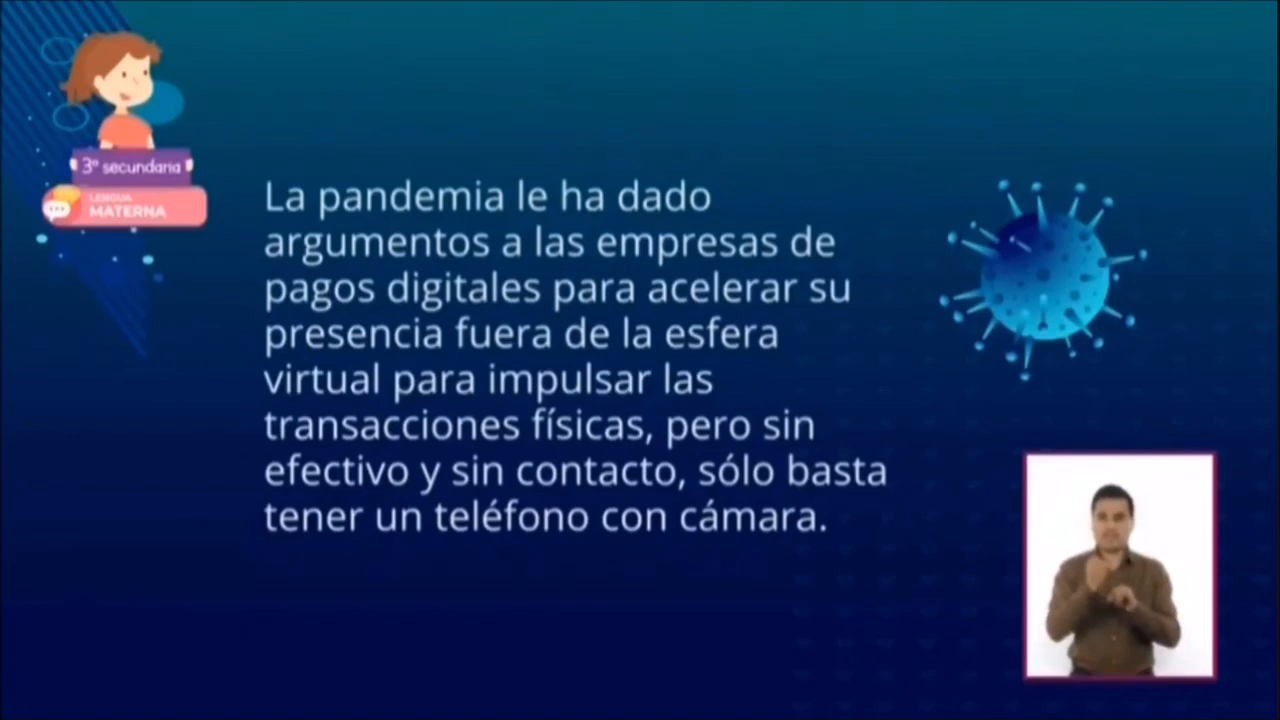 3º secundaria
LENGUA
MATERNA
La pandemia le ha dado
argumentos a las empresas de
pagos digitales para acelerar su
presencia fuera de la esfera
virtual para impulsar las
transacciones físicas, pero sin
efectivo y sin contacto, sólo basta
tener un teléfono con cámara.